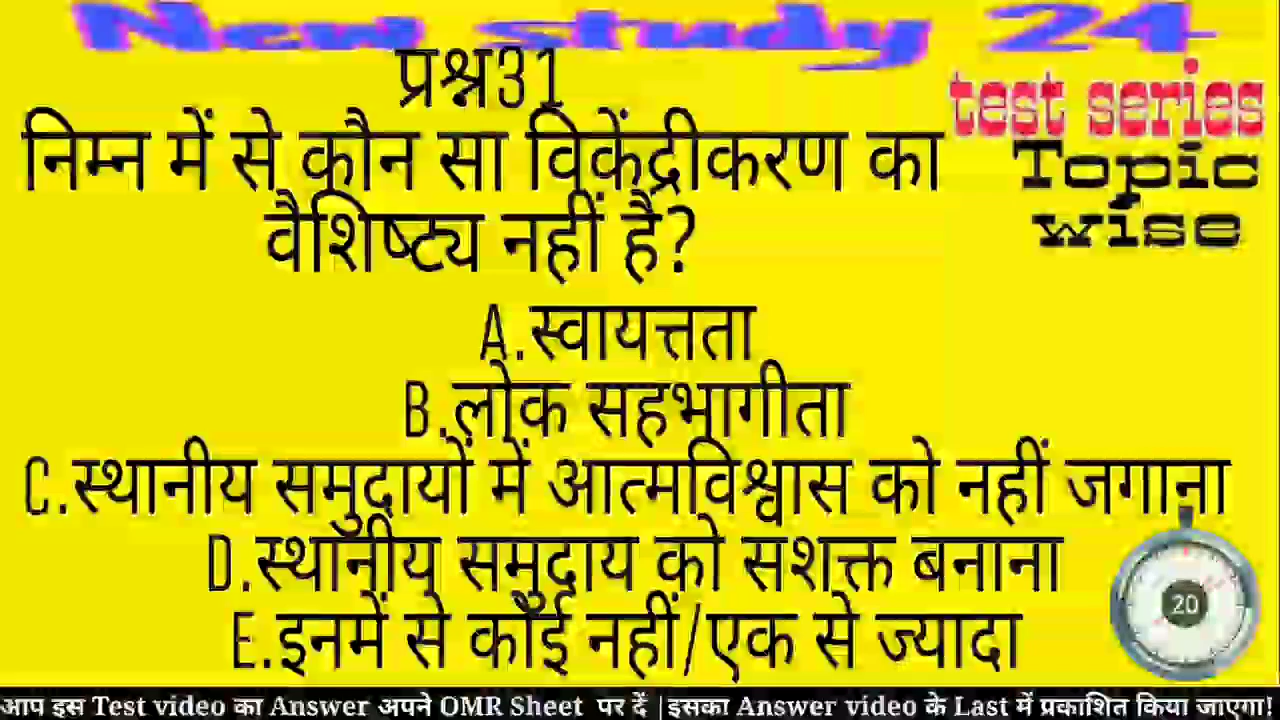 Next study 24
प्रश्न31
test series
निम्न में से कौन सा विकेंद्रीकरण का
Topic
वैशिष्ट्य नहीं है?
wise
A.स्वायत्तता
B.लोक सहभागीता
C.स्थानीय समुदायों में आत्मविश्वास को नहीं जगाना
D.स्थानीय समुदाय को सशक्त बनाना
20
E.इनमें से कोई नहीं/एक से ज्यादा
आप इस Test video का Answer अपने OMR Sheet पर दें |इसका Answer video के Last में प्रकाशित किया जाएगा!